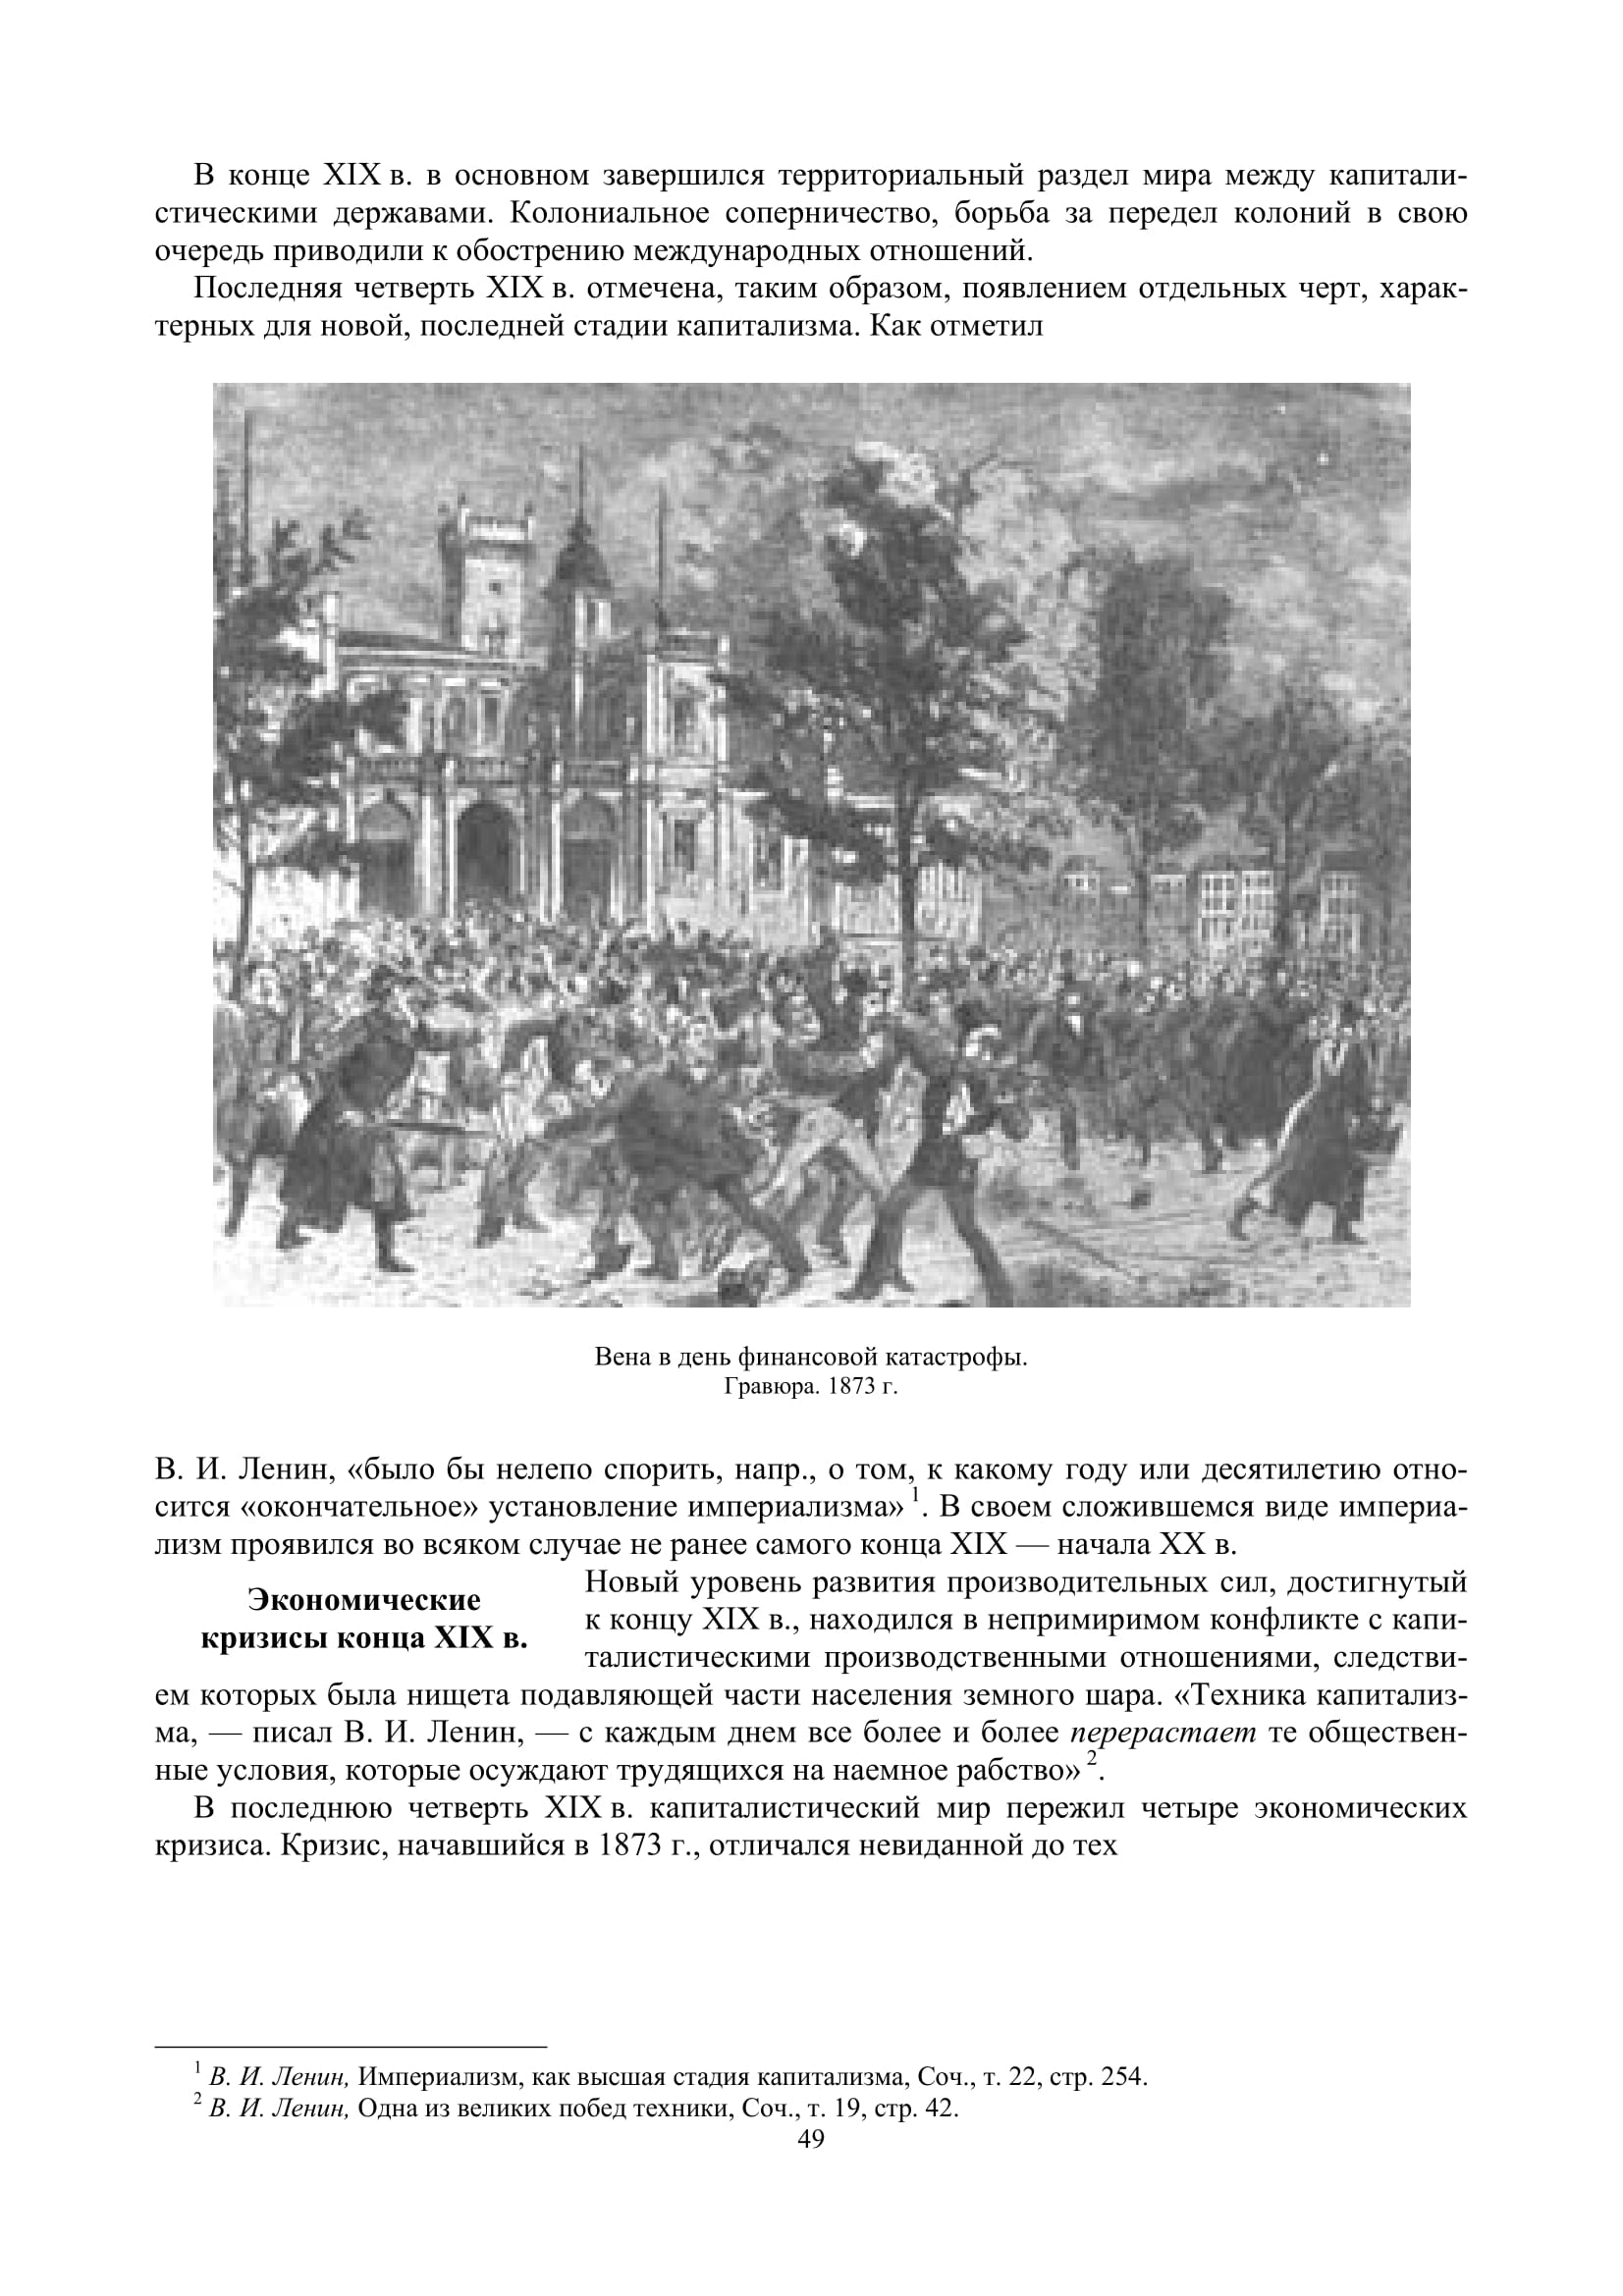 В конце XIX в. в основном завершился территориальный раздел мира между капитали-
стическими державами. Колониальное соперничество, борьба за передел колоний в свою
очередь приводили к обострению международных отношений.
Последняя четверть XIX в. отмечена, таким образом, появлением отдельных черт, харак-
терных для новой, последней стадии капитализма. Как отметил
Вена в день финансовой катастрофы.
Гравюра. 1873 г.
В. И. Ленин, «было бы нелепо спорить, напр., о том, к какому году или десятилетию отно-
сится «окончательное» установление империализма» 1. В своем сложившемся виде империа-
лизм проявился во всяком случае не ранее самого конца XIX — начала XX в.
Экономические
кризисы конца XIX в.
Новый уровень развития производительных сил, достигнутый
к концу XIX в., находился в непримиримом конфликте с капи-
талистическими производственными отношениями, следстви-
ем которых была нищета подавляющей части населения земного шара. «Техника капитализ-
ма, — писал В. И. Ленин, — с каждым днем все более и более перерастает те обществен-
ные условия, которые осуждают трудящихся на наемное рабство» 2.
В последнюю четверть XIX в. капиталистический мир пережил четыре экономических
кризиса. Кризис, начавшийся в 1873 г., отличался невиданной до тех
1 В. И. Ленин, Империализм, как высшая стадия капитализма, Соч., т. 22, стр. 254.
2 В. И. Ленин, Одна из великих побед техники, Соч., т. 19, стр. 42.
49